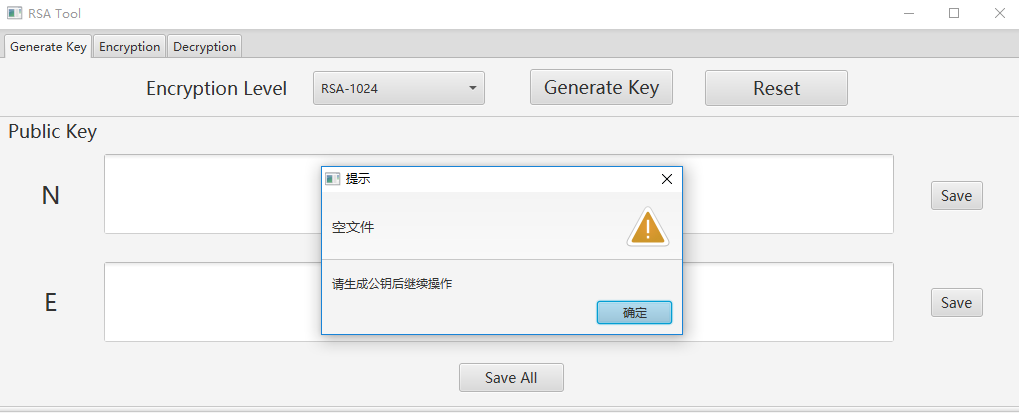 RSA Tool
Generate Key Encryption Decryption
Encryption Level RSA-1024 Generate Key Reset
Public Key
提示
N Save
空文件
请生成公钥后继续操作
E Save
确定
Save All